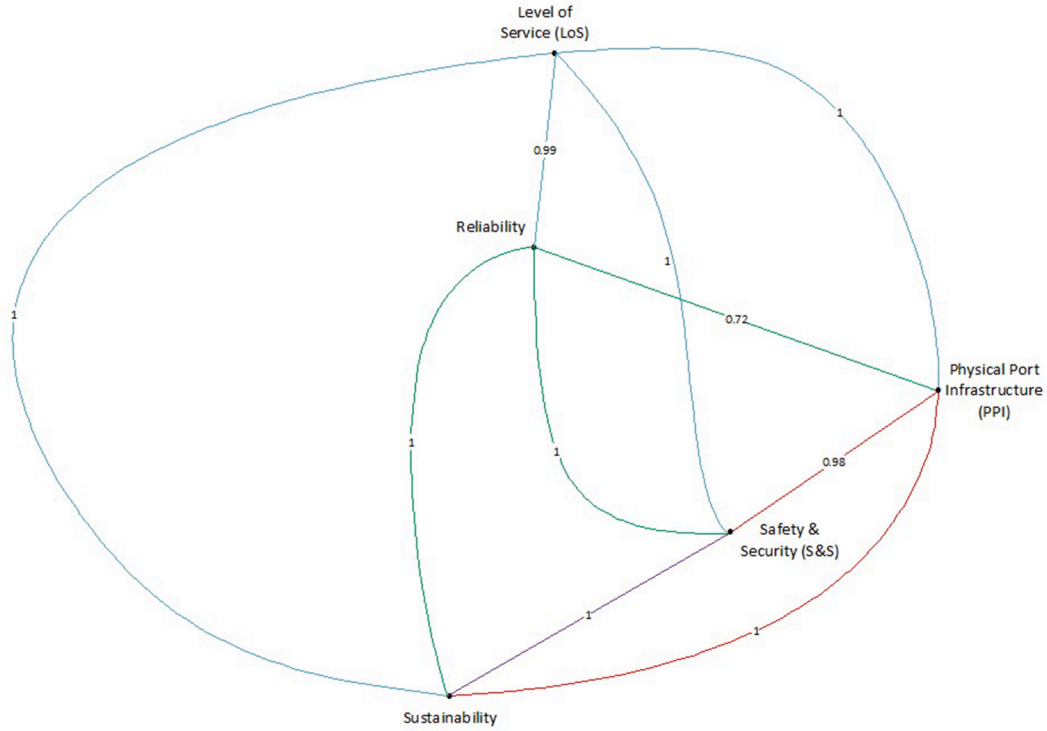 Level of
Service (LoS)
1
0.99
Reliability
1
1
0.72
Physical Port
Infrastructure
(PPI)
1
1
0.98
Safety &
Security (S&S)
1
1
Sustainability